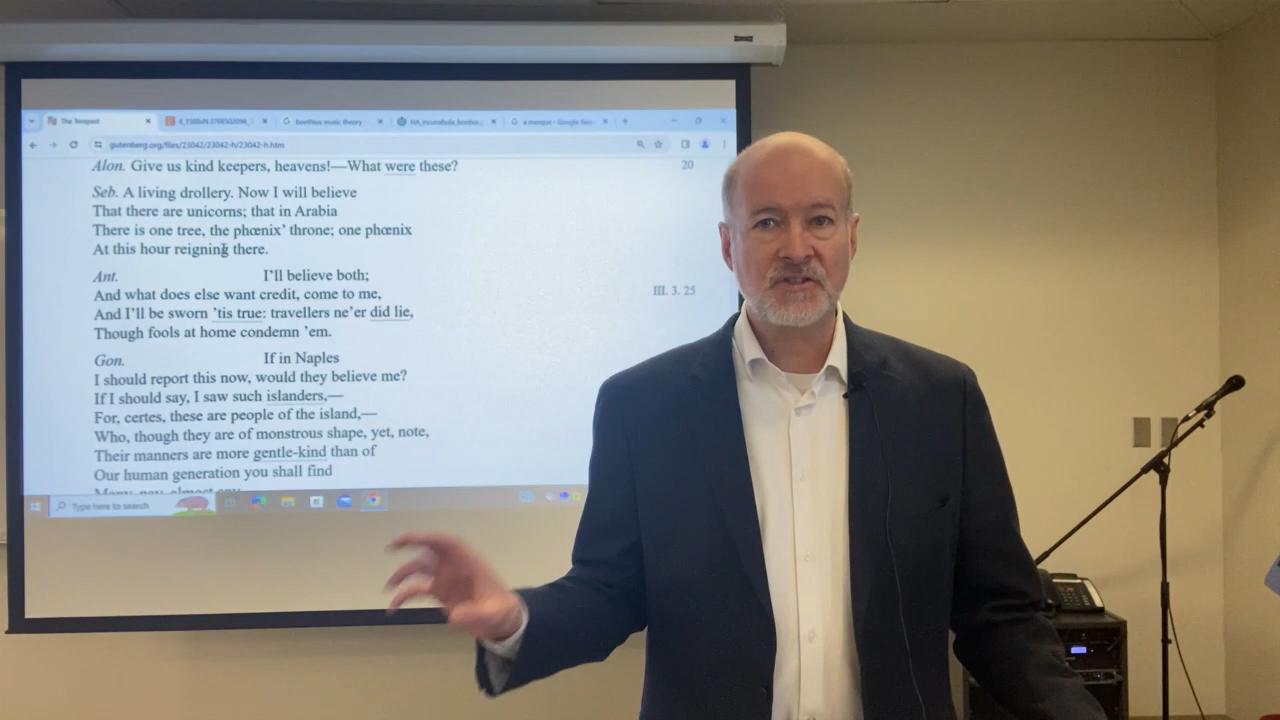 The Tempest
boethius music theory
a masque - Google Sea
gutenberg.org/files/23042/23042-h/23042-h.htm
Alon. Give us kind keepers, heavens!—What were these? 20
Seb. A living drollery. Now I will believe
That there are unicorns; that in Arabia
There is one tree, the phœnix’ throne; one phœnix
At this hour reigning there.
Ant. I’ll believe both;
And what does else want credit, come to me, III. 3. 25
And I’ll be sworn ’tis true: travellers ne’er did lie,
Though fools at home condemn ’em.
Gon. If in Naples
I should report this now, would they believe me?
If I should say, I saw such islanders,—
For, certes, these are people of the island,—
Who, though they are of monstrous shape, yet, note,
Their manners are more gentle-kind than of
Our human generation you shall find
Many, nay, almost any
Type here to search